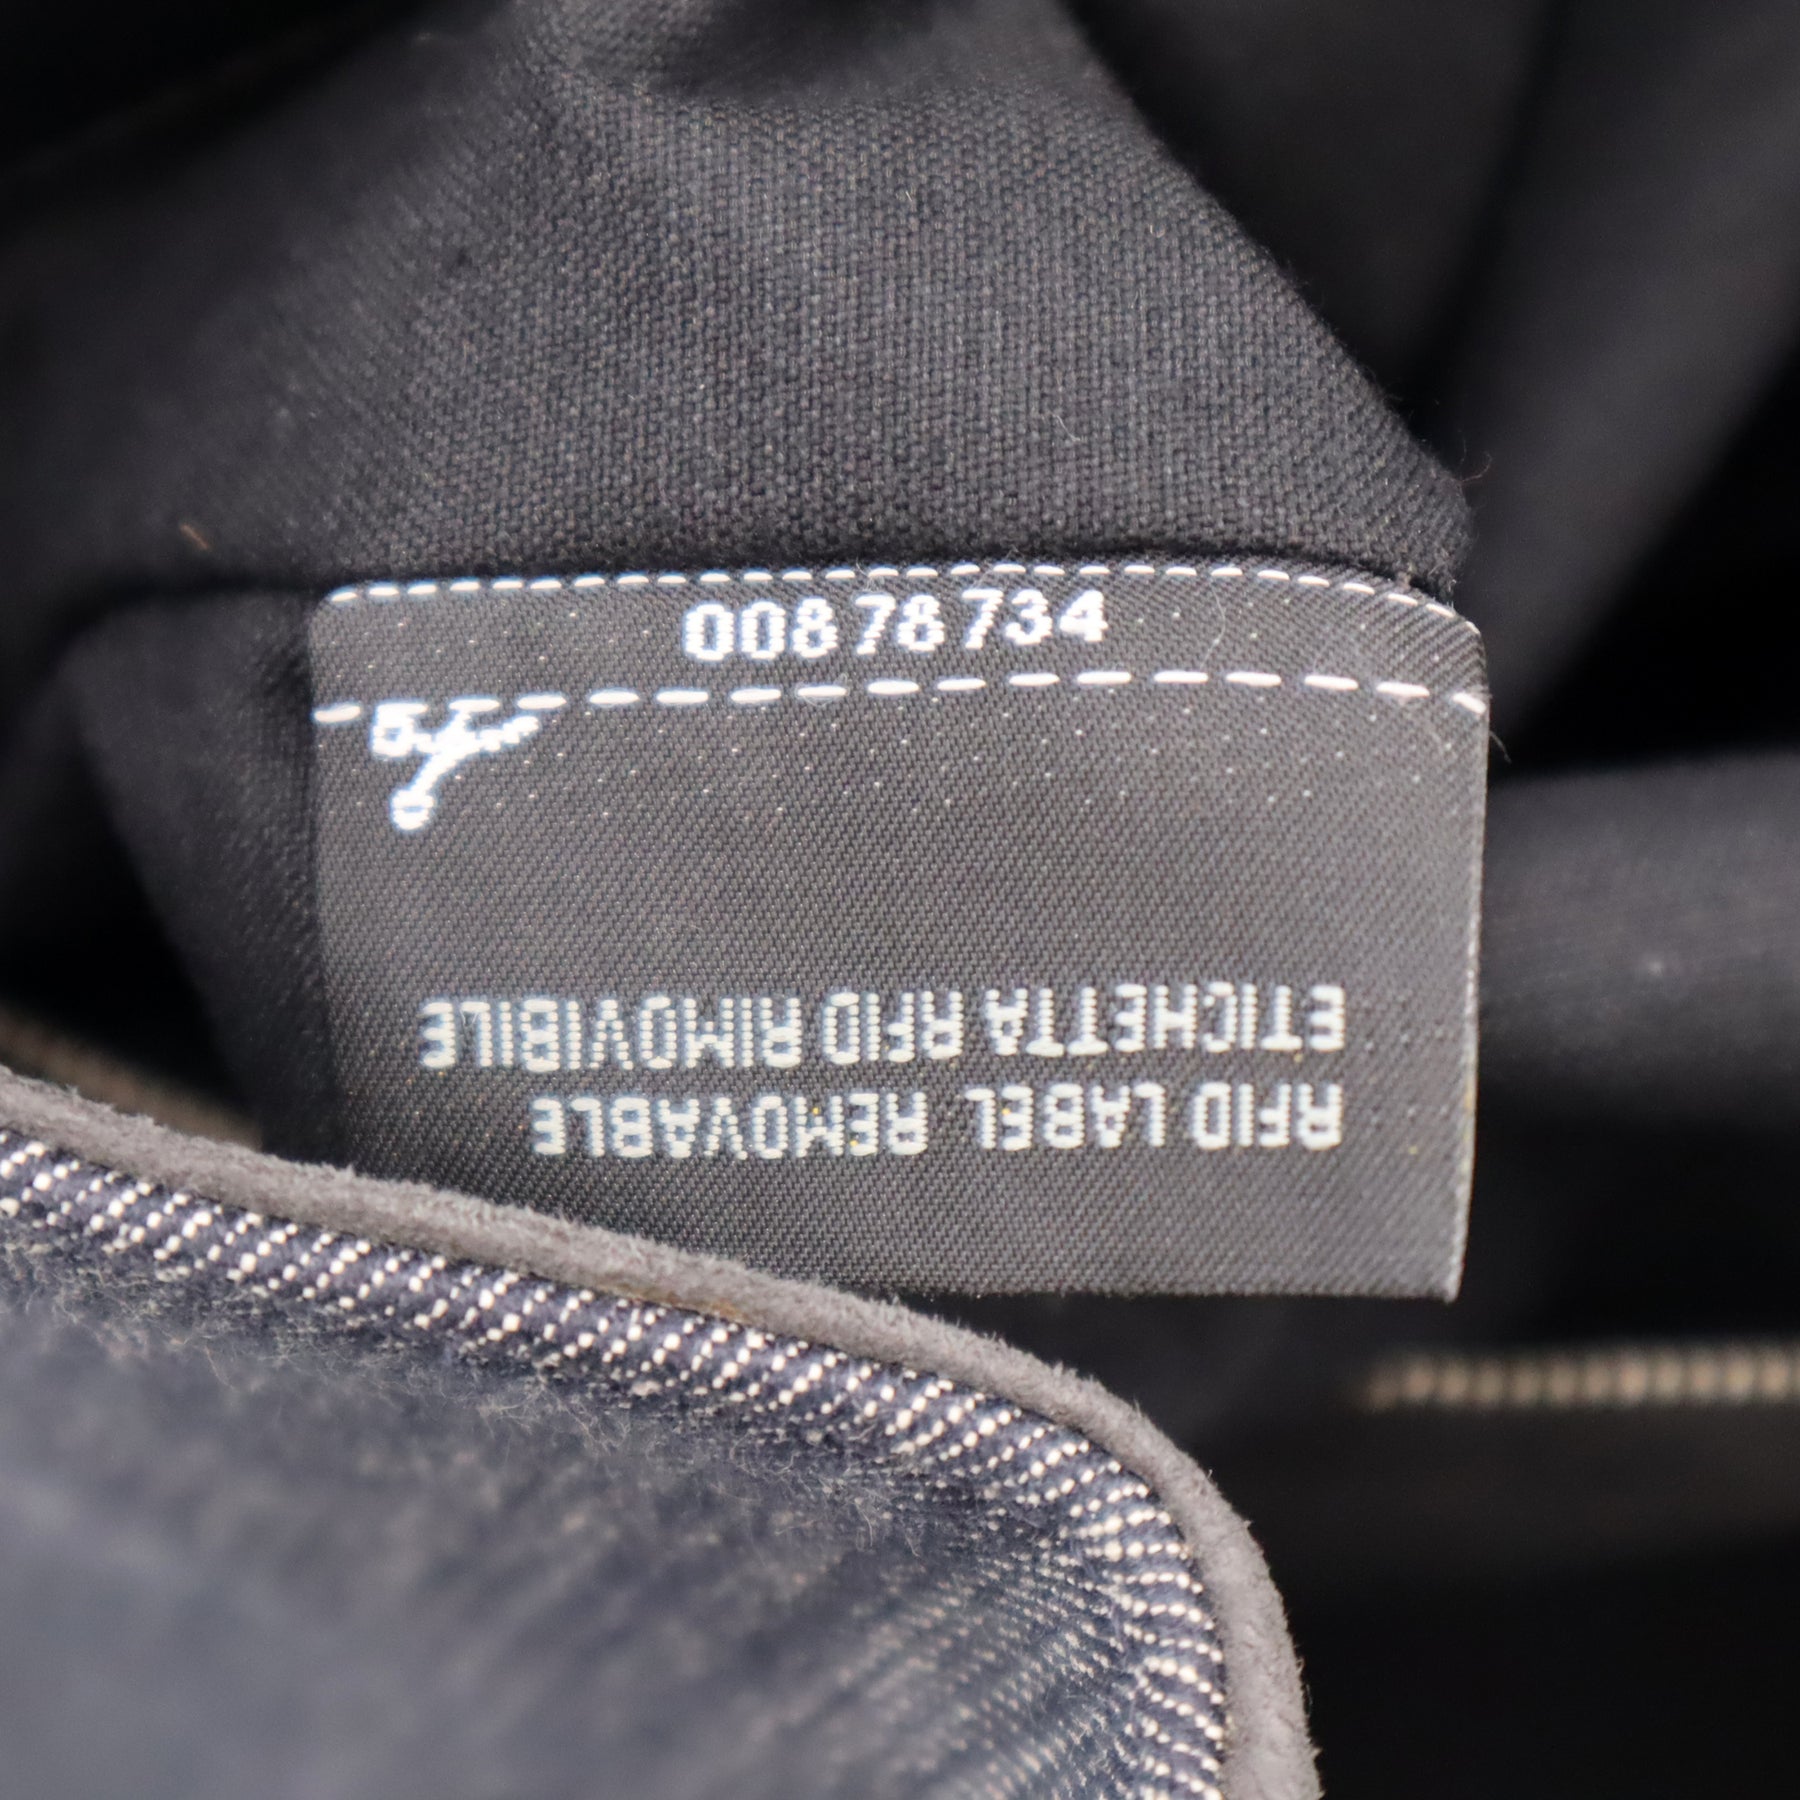 00878734
RFID LABEL REMOVABLE
ETICHETTA RFID RIMOVIBILE